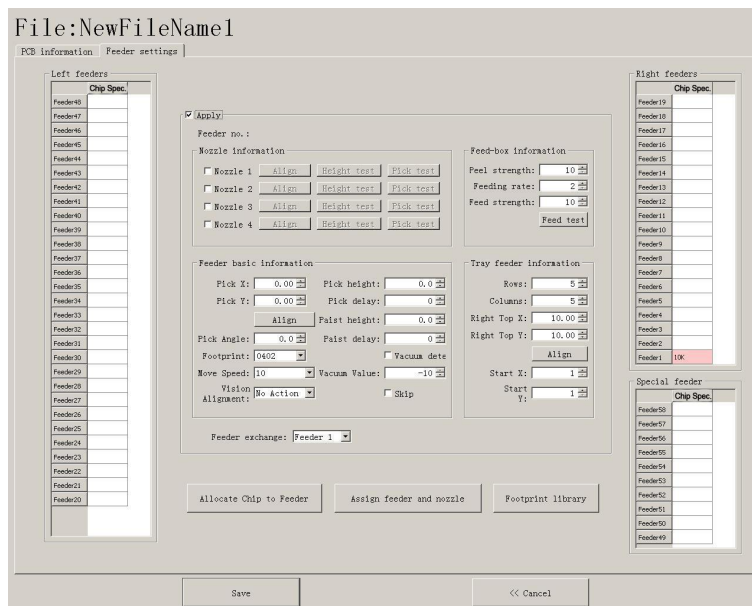 File:NewFileName1
PCB information Feeder settings
Left feeders
Chip Spec.
Feeder48
Feeder47
Feeder46
Feeder45
Feeder44
Feeder43
Feeder42
Feeder41
Feeder40
Feeder39
Feeder38
Feeder37
Feeder36
Feeder35
Feeder34
Feeder33
Feeder32
Feeder31
Feeder30
Feeder29
Feeder28
Feeder27
Feeder26
Feeder25
Feeder24
Feeder23
Feeder22
Feeder21
Feeder20
Apply
Feeder no.:
Nozzle information
Nozzle 1 Align Height test Pick test
Nozzle 2 Align Height test Pick test
Nozzle 3 Align Height test Pick test
Nozzle 4 Align Height test Pick test
Feed-box information
Peel strength: 10
Feeding rate: 2
Feed strength: 10
Feed test
Feeder basic information
Pick X: 0.00 Pick height: 0.0
Pick Y: 0.00 Pick delay: 0
Align Paist height: 0.0
Pick Angle: 0.0 Paist delay: 0
Footprint: 0402 Vacuum dete
Move Speed: 10 Vacuum Value: -10
Vision Alignment: No Action Skip
Tray feeder information
Rows: 5
Columns: 5
Right Top X: 10.00
Right Top Y: 10.00
Align
Start X: 1
Start Y: 1
Feeder exchange: Feeder 1
Allocate Chip to Feeder Assign feeder and nozzle Footprint library
Right feeders
Chip Spec.
Feeder19
Feeder18
Feeder17
Feeder16
Feeder15
Feeder14
Feeder13
Feeder12
Feeder11
Feeder10
Feeder9
Feeder8
Feeder7
Feeder6
Feeder5
Feeder4
Feeder3
Feeder2
Feeder1 10K
Special feeder
Chip Spec.
Feeder58
Feeder57
Feeder56
Feeder55
Feeder54
Feeder53
Feeder52
Feeder51
Feeder50
Feeder49
Save << Cancel